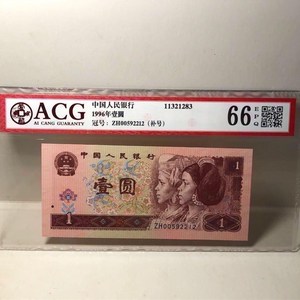 ACG
AI CANG GUARANTY
中国人民银行 11321283
1996年壹圆
冠号：ZH00592212（补号）
66 EPQ
中国人民银行
壹圆
1
1
ZH00592212